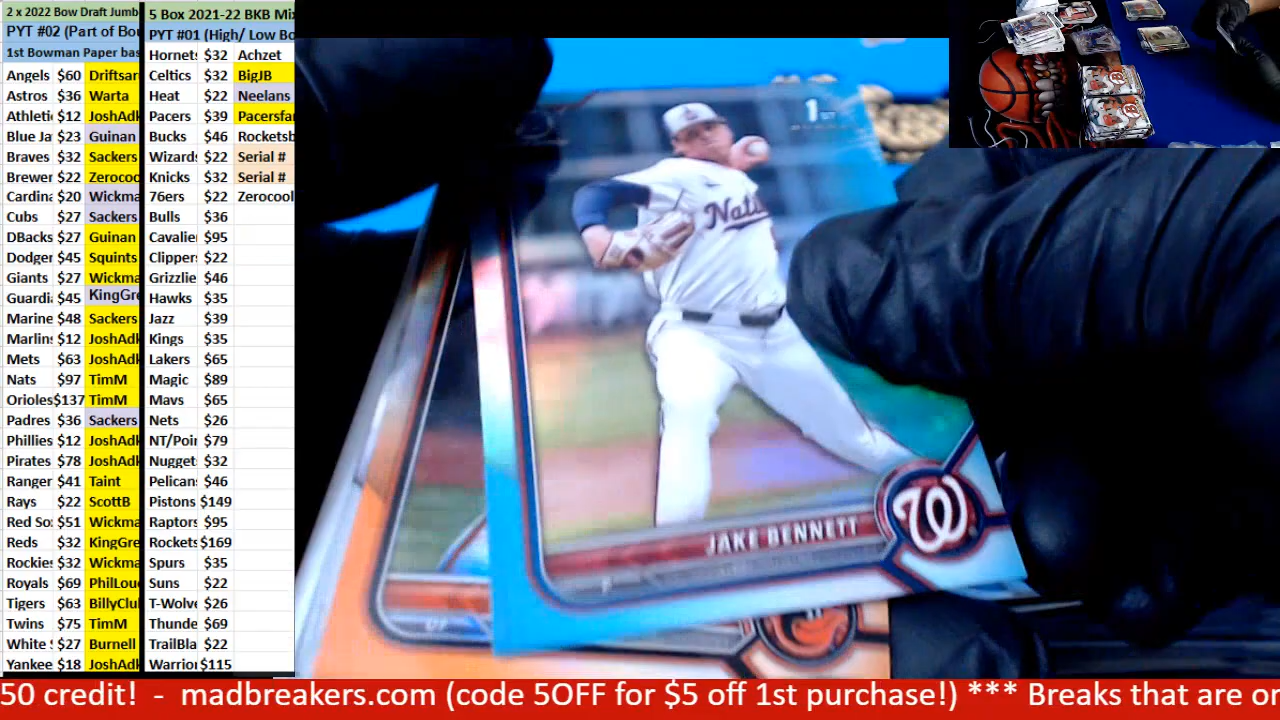 2 x 2022 Bow Draft Jumb
PYT #02 (Part of Bou
1st Bowman Paper bas
Angels $60 Driftsar
Astros $36 Warta
Athleti $12 JoshAdk
Blue Ja $23 Guinan
Braves $32 Sackers
Brewer $22 Zerocoo
Cardina $20 Wickma
Cubs $27 Sackers
DBacks $27 Guinan
Dodger $45 Squints
Giants $27 Wickma
Guardi $45 KingGre
Marine $48 Sackers
Marlins $12 JoshAdk
Mets $63 JoshAdk
Nats $97 TimM
Orioles $137 TimM
Padres $36 Sackers
Phillies $12 JoshAdk
Pirates $78 JoshAdk
Ranger $41 Taint
Rays $22 ScottB
Red So $51 Wickma
Reds $32 KingGre
Rockie $32 Wickma
Royals $69 PhilLou
Tigers $63 BillyClu
Twins $75 TimM
White $27 Burnell
Yankee $18 JoshAdk
5 Box 2021-22 BKB Mix
PYT #01 (High/ Low Bo
Hornet $32 Achzet
Celtics $32 BigJB
Heat $22 Neelans
Pacers $39 Pacersfa
Bucks $46 Rocketsb
Wizard $22 Serial #
Knicks $32 Serial #
76ers $22 Zerocool
Bulls $36
Cavalie $95
Clipper $22
Grizzlie $46
Hawks $35
Jazz $39
Kings $35
Lakers $65
Magic $89
Mavs $65
Nets $26
NT/Poin $79
Nugget $32
Pelican $46
Pistons $149
Raptors $95
Rockets $169
Spurs $35
Suns $22
T-Wolve $26
Thunde $69
TrailBla $22
Warrior $115
1st
Nats
JAKE BENNETT
W
50 credit! - madbreakers.com (code 5OFF for $5 off 1st purchase!) *** Breaks that are or